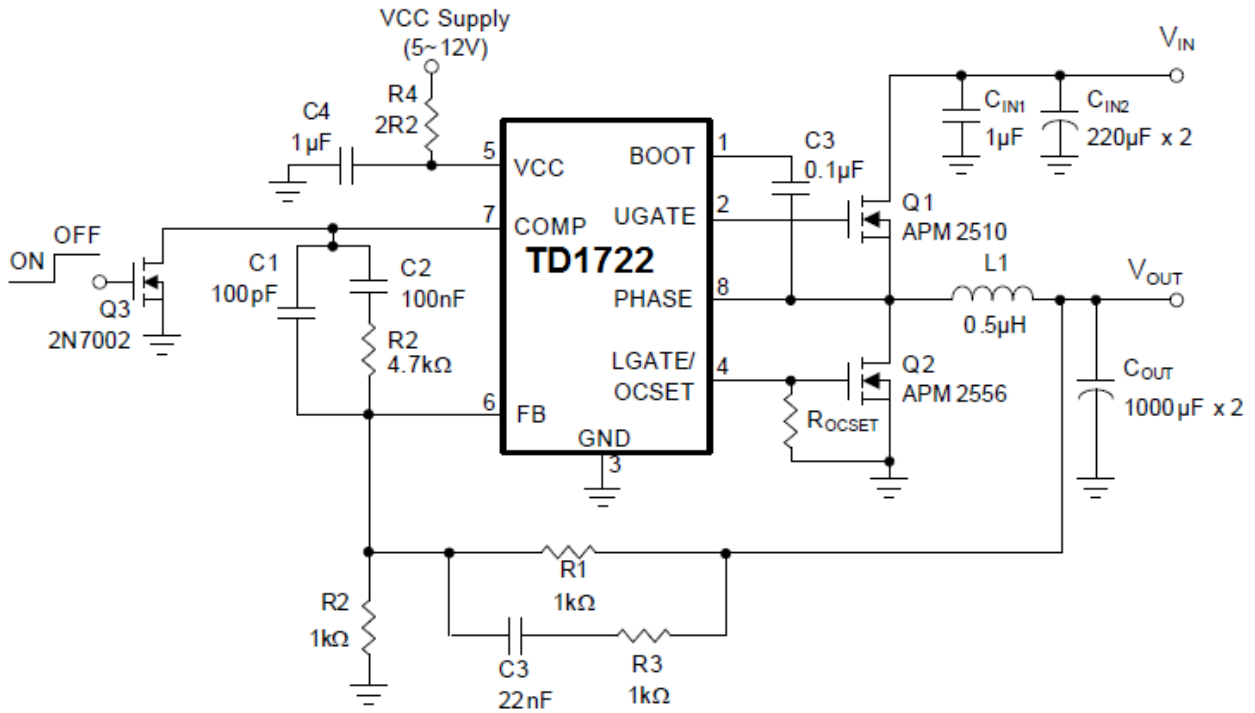 VCC Supply
(5~12V)
R4
2R2
C4
1µF
5
VCC
7
COMP
TD1722
6
FB
GND
3
BOOT
1
UGATE
2
PHASE
8
LGATE/
OCSET
4
OFF
ON
Q3
2N7002
C1
100pF
C2
100nF
R2
4.7kΩ
C3
0.1µF
VIN
CIN1
1µF
CIN2
220µF x 2
Q1
APM 2510
L1
0.5µH
VOUT
Q2
APM 2556
ROCSET
COUT
1000µF x 2
R1
1kΩ
R2
1kΩ
C3
22nF
R3
1kΩ